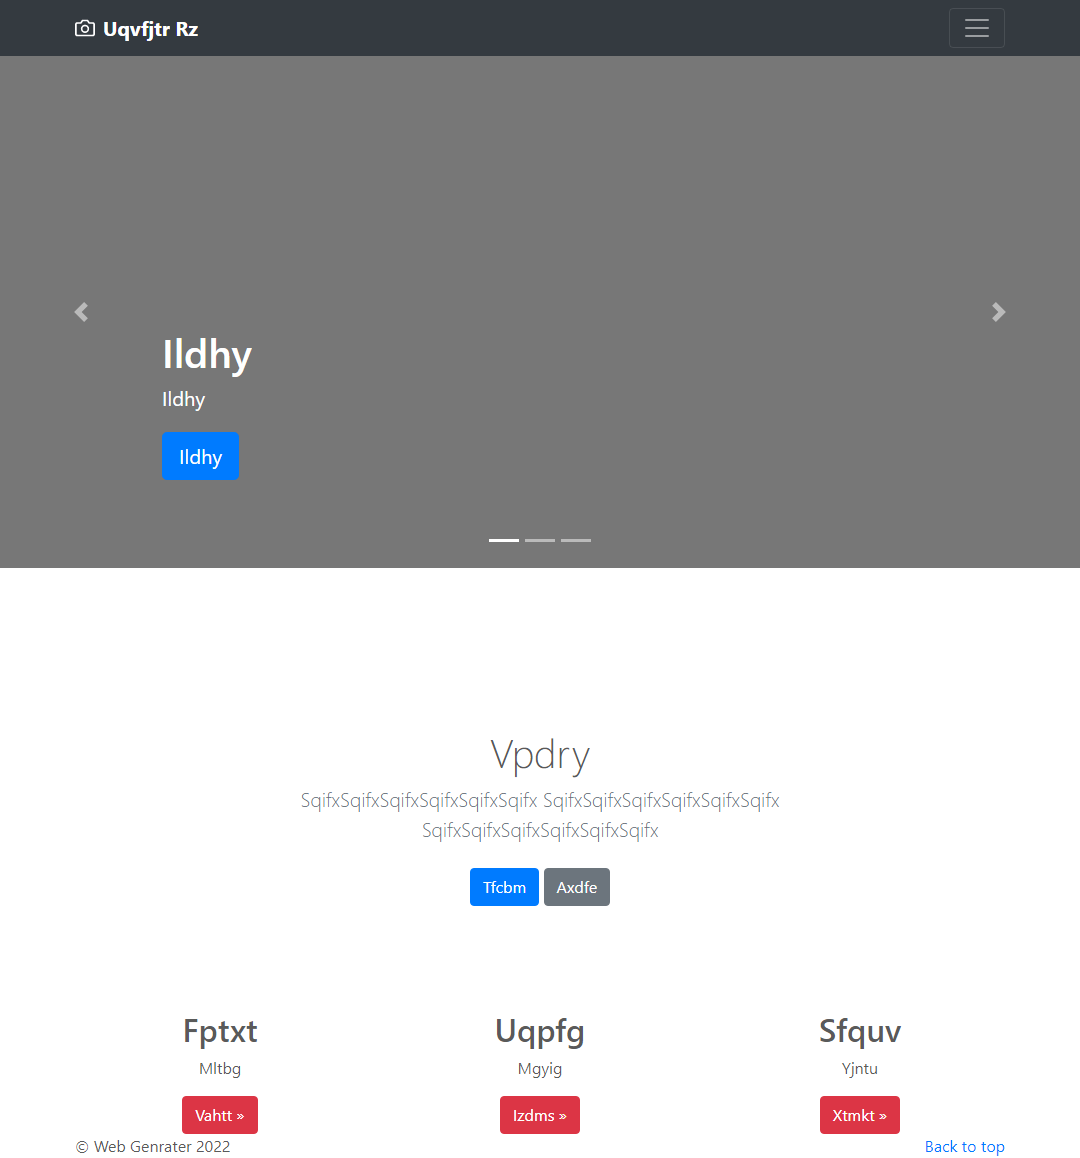 Uqvfjtr Rz
Ildhy
Ildhy
Ildhy
Vpdry
SqifxSqifxSqifxSqifxSqifxSqifx SqifxSqifxSqifxSqifxSqifxSqifx
SqifxSqifxSqifxSqifxSqifxSqifx
Tfcbm Axdfe
Fptxt Uqpfg Sfquv
Mltbg Mgyig Yjntu
Vahtt » Izdms » Xtmkt »
© Web Genrater 2022 Back to top